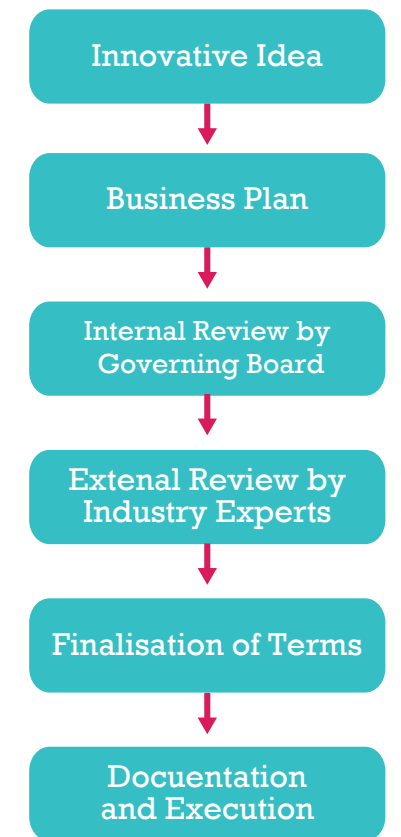 Innovative Idea
Business Plan
Internal Review by
Governing Board
Extenal Review by
Industry Experts
Finalisation of Terms
Docuentation
and Execution